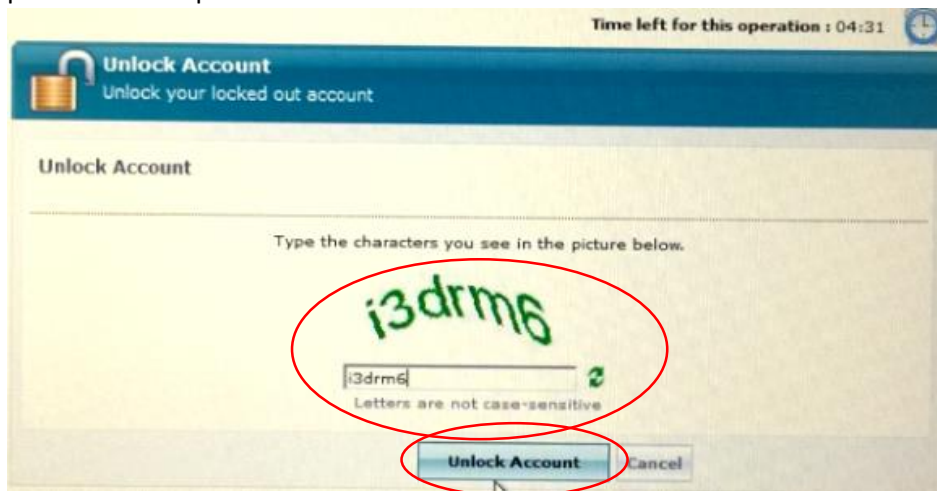 Time left for this operation : 04:31
Unlock Account
Unlock your locked out account
Unlock Account
Type the characters you see in the picture below.
i3drm6
i3drm6
Letters are not case-sensitive
Unlock Account Cancel